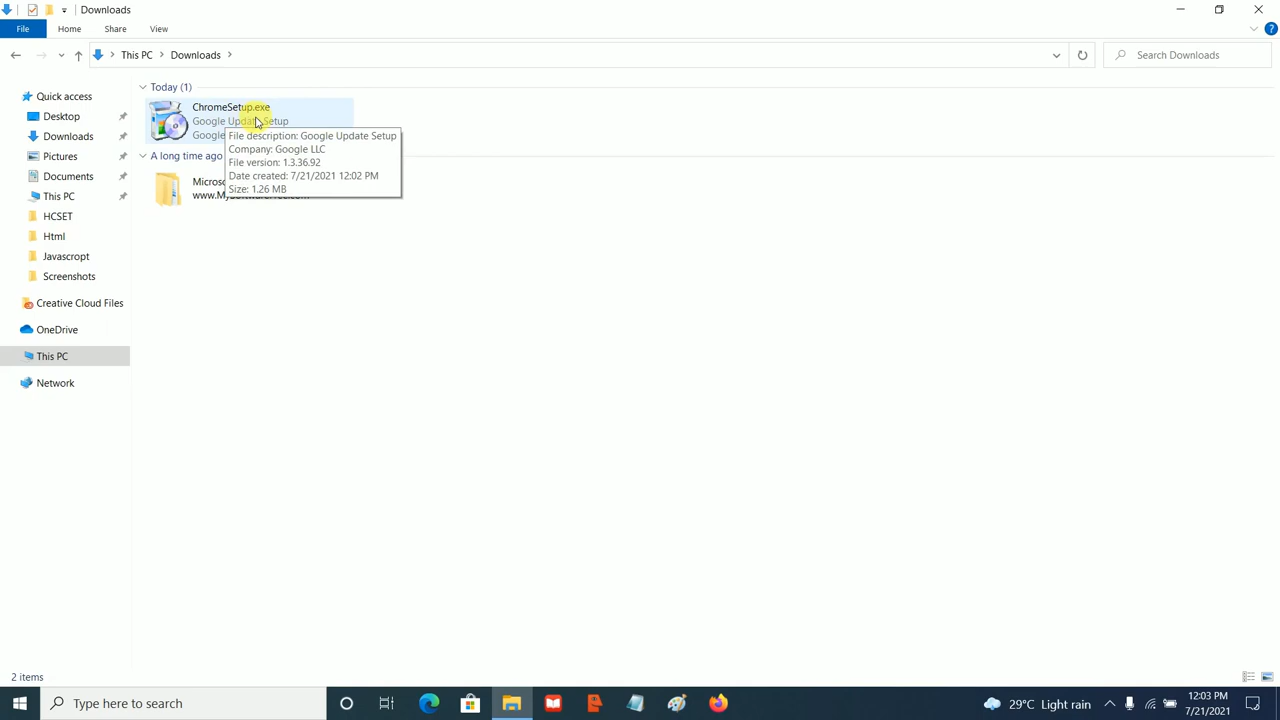 Downloads
File
Home
Share
View
This PC
Downloads
Search Downloads
Quick access
Desktop
Downloads
Pictures
Documents
This PC
HCSET
Html
Javascropt
Screenshots
Creative Cloud Files
OneDrive
This PC
Network
Today (1)
ChromeSetup.exe
Google Update Setup
Google
File description: Google Update Setup
Company: Google LLC
File version: 1.3.36.92
Date created: 7/21/2021 12:02 PM
Size: 1.26 MB
A long time ago
2 items
Type here to search
29°C Light rain
12:03 PM
7/21/2021